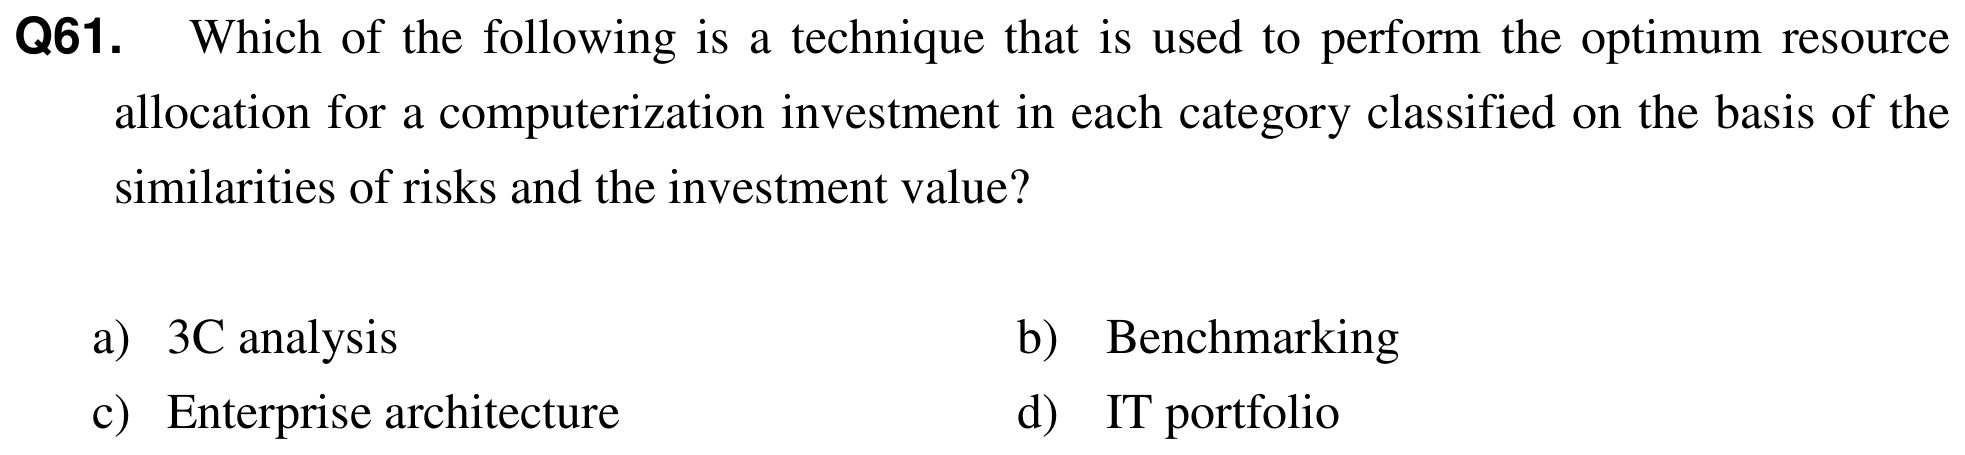 Q61. Which of the following is a technique that is used to perform the optimum resource
allocation for a computerization investment in each category classified on the basis of the
similarities of risks and the investment value?
a) 3C analysis b) Benchmarking
c) Enterprise architecture d) IT portfolio